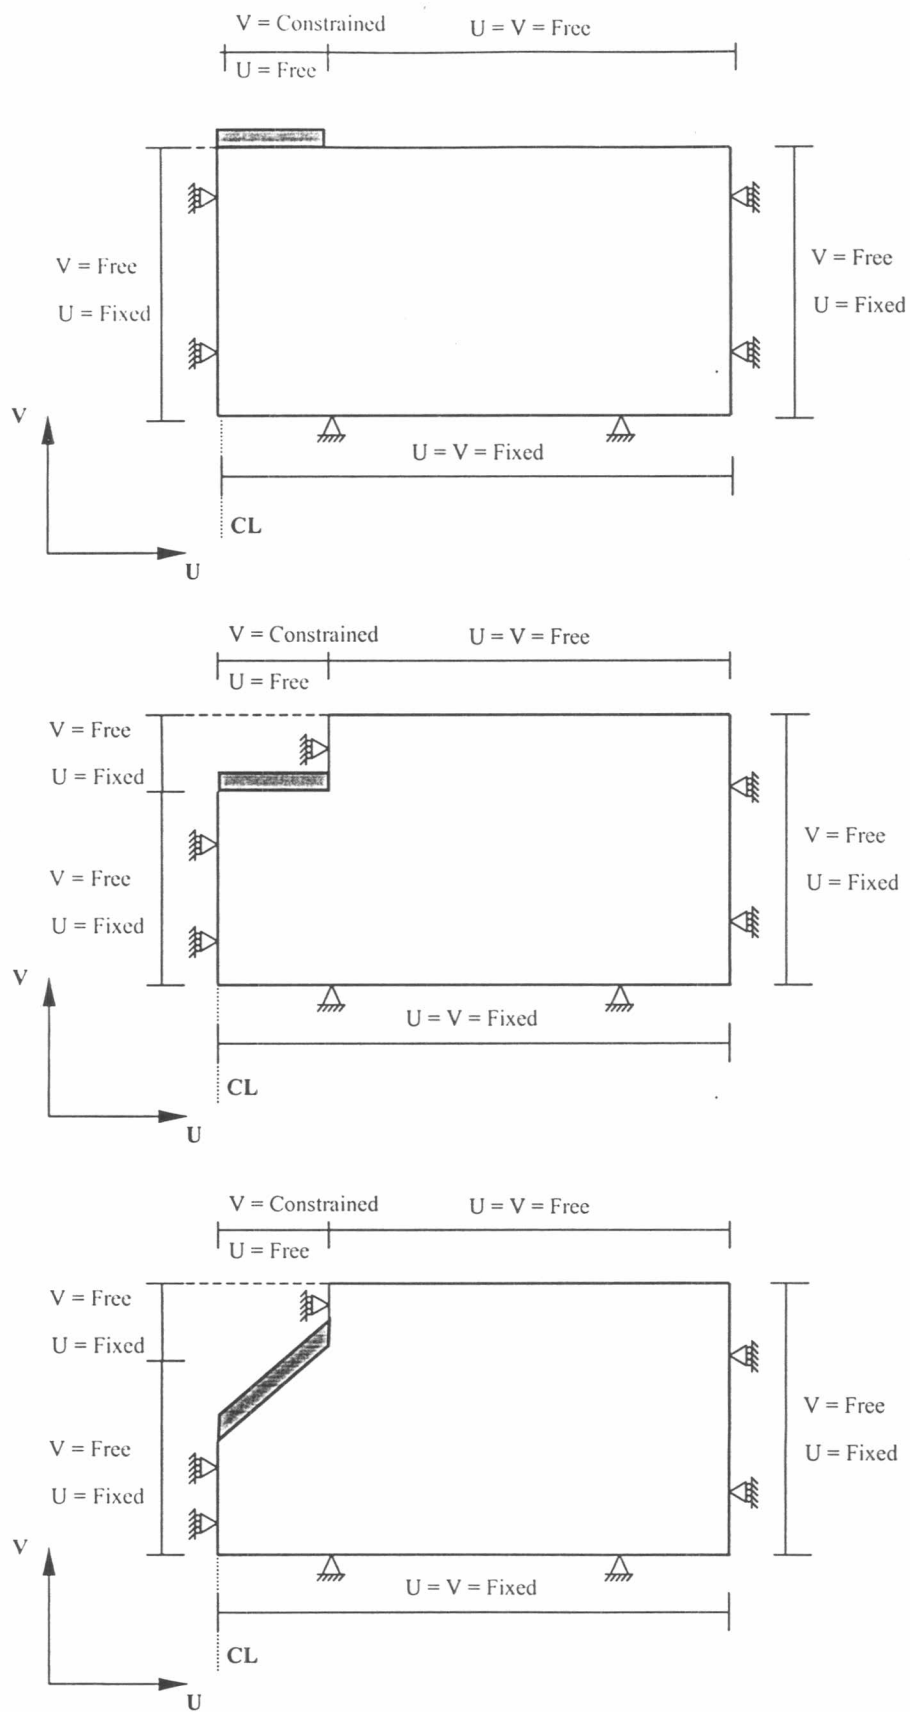 V = Constrained
U = V = Free
U = Free
V = Free
U = Fixed
V = Free
U = Fixed
V
U = V = Fixed
CL
U
V = Constrained
U = V = Free
U = Free
V = Free
U = Fixed
V = Free
U = Fixed
V = Free
U = Fixed
V
U = V = Fixed
CL
U
V = Constrained
U = V = Free
U = Free
V = Free
U = Fixed
V = Free
U = Fixed
V = Free
U = Fixed
V
U = V = Fixed
CL
U